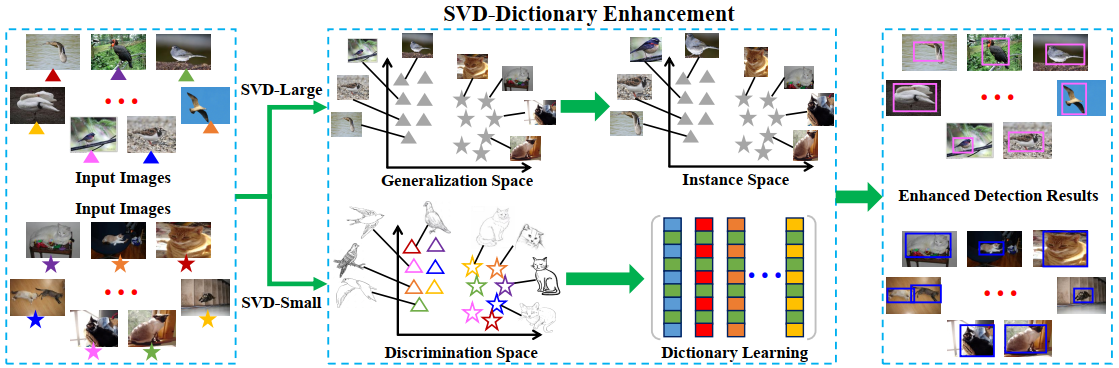 SVD-Dictionary Enhancement
SVD-Large
Input Images
Input Images
SVD-Small
Generalization Space
Instance Space
Discrimination Space
Dictionary Learning
Enhanced Detection Results